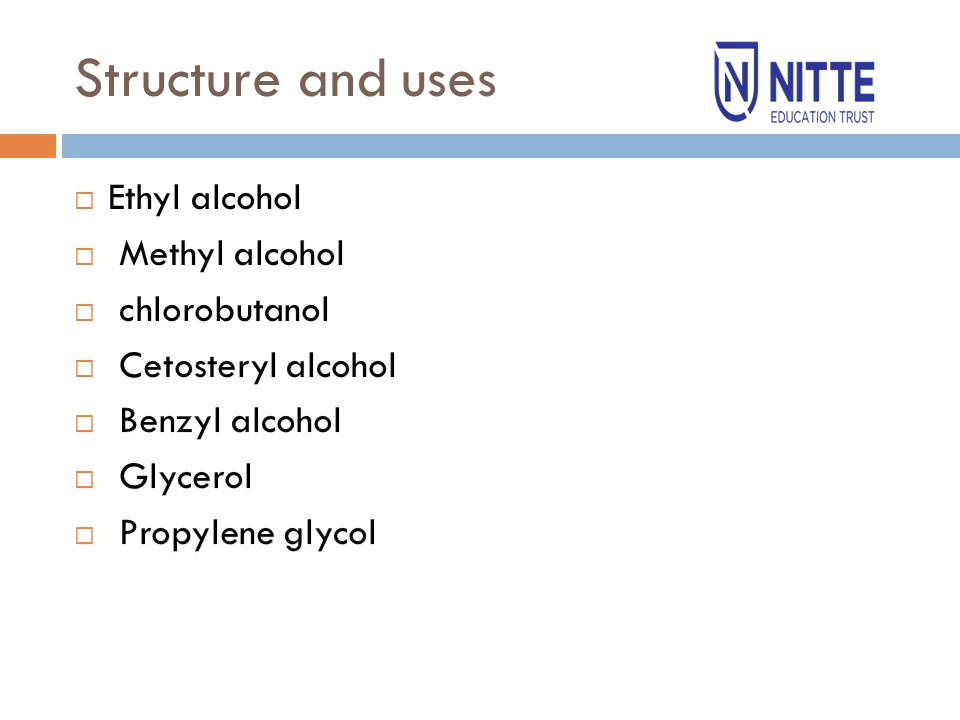 Structure and uses
NITTE
EDUCATION TRUST
Ethyl alcohol
Methyl alcohol
chlorobutanol
Cetosteryl alcohol
Benzyl alcohol
Glycerol
Propylene glycol